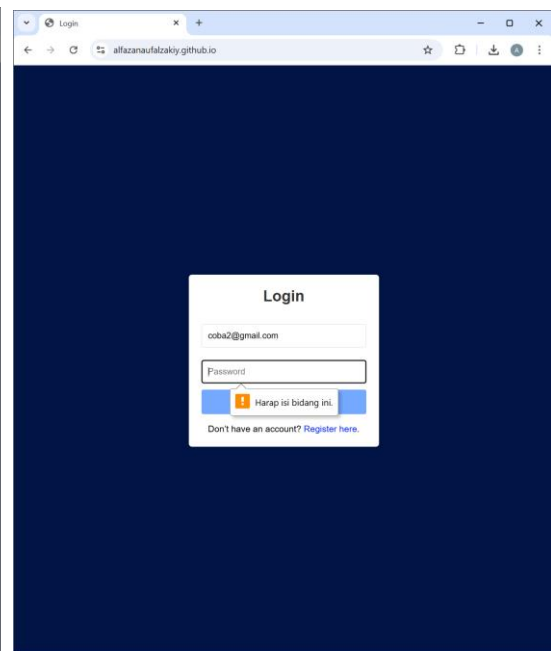 Login
alfazanaufalzakiy.github.io
A
Login
coba2@gmail.com
Password
Harap isi bidang ini.
Don't have an account? Register here.